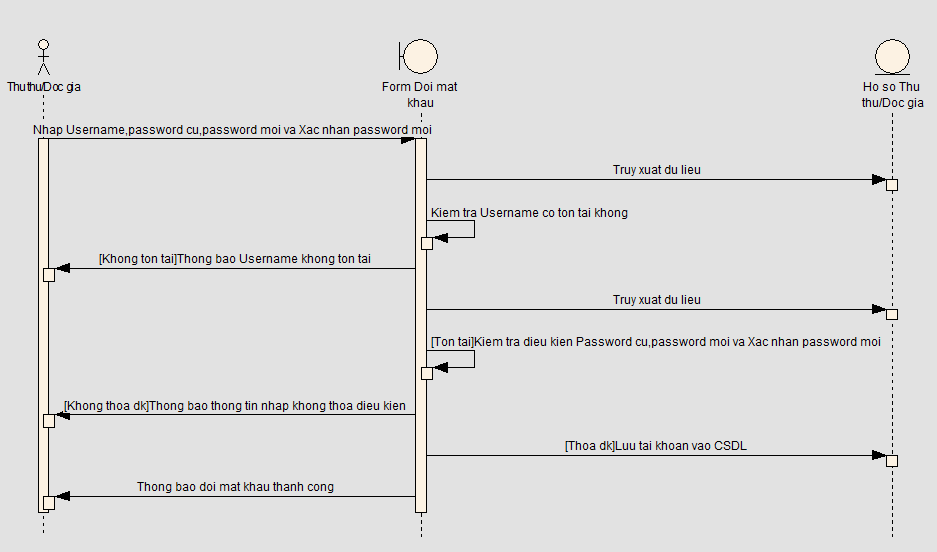 Thu thu/Doc gia
Form Doi mat
khau
Ho so Thu
thu/Doc gia
Nhap Username,password cu,password moi va Xac nhan password moi
Truy xuat du lieu
Kiem tra Username co ton tai khong
[Khong ton tai]Thong bao Username khong ton tai
Truy xuat du lieu
[Ton tai]Kiem tra dieu kien Password cu,password moi va Xac nhan password moi
[Khong thoa dk]Thong bao thong tin nhap khong thoa dieu kien
[Thoa dk]Luu tai khoan vao CSDL
Thong bao doi mat khau thanh cong